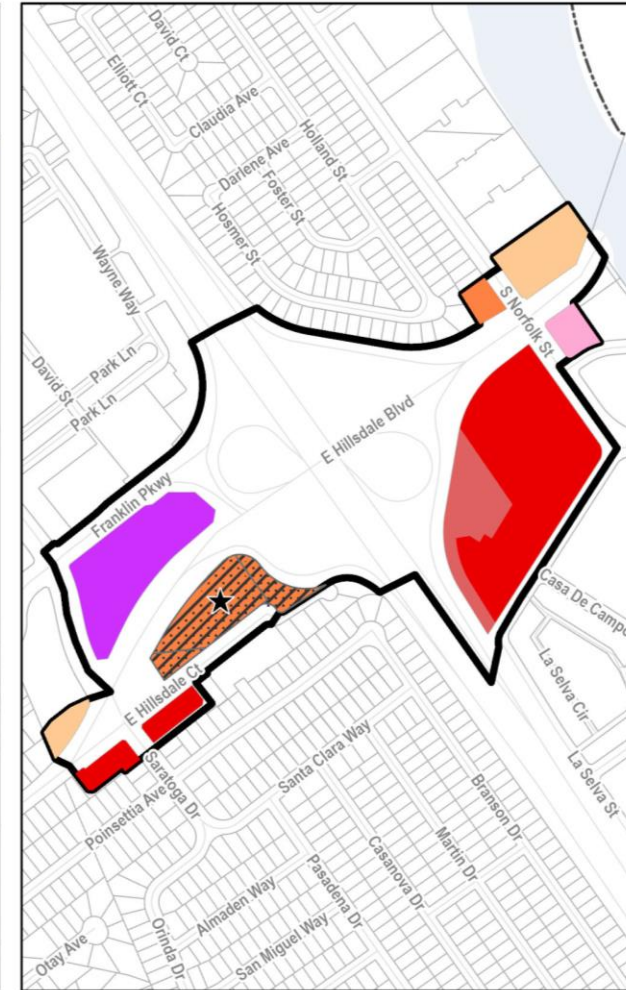 David Ct
Elliott Ct
Claudia Ave
Holland St
Darlene Ave
Foster St
Hosmer St
Wayne Way
S Norfolk St
Park Ln
David St
Park Ln
E Hillsdale Blvd
Franklin Pkwy
Casa De Campo
E Hillsdale Ct
La Selva Cir
Saratoga Dr
Santa Clara Way
La Selva St
Poinsettia Ave
Branson Dr
Martin Dr
Casanova Dr
Pasadena Dr
Almaden Way
Orinda Dr
San Miguel Way
Otay Ave